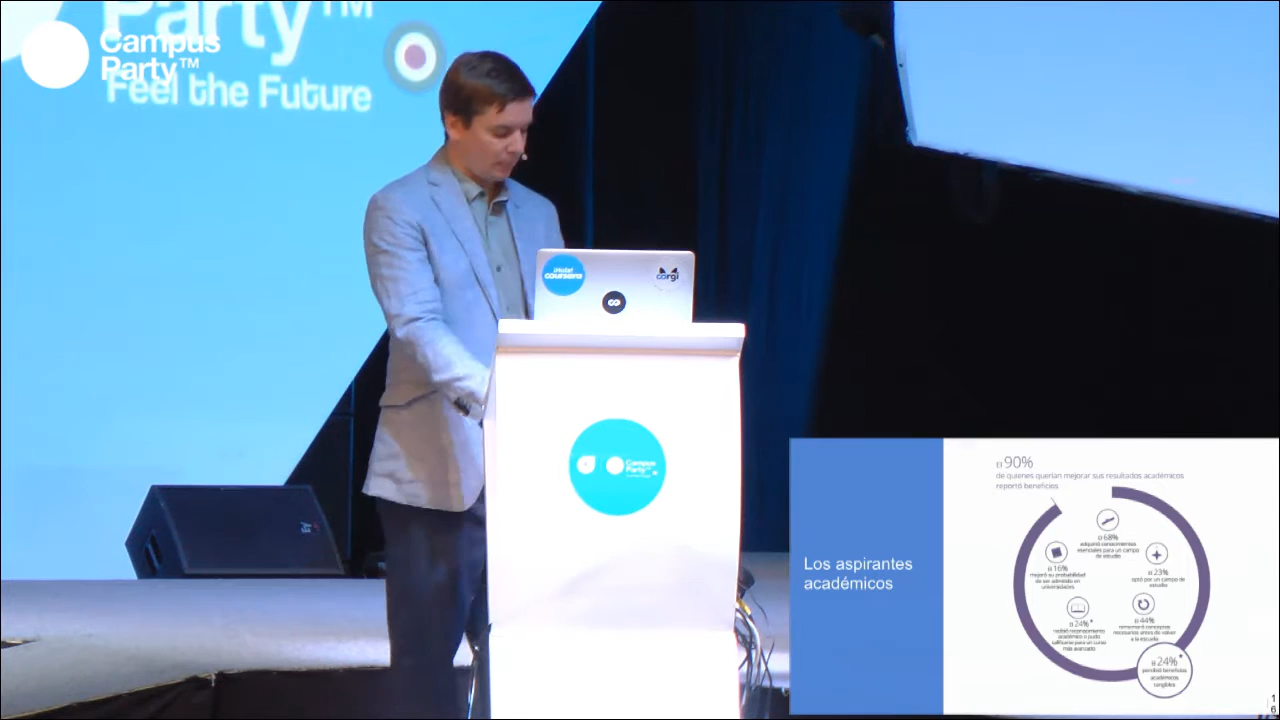 Party™
Feel the Future
Campus
Party™
¡Hola!
coursera
corgi
Campus
Party™
Los aspirantes
académicos
El 90%
de quienes querían mejorar sus resultados académicos
reportó beneficios
El 68%
adquirió conocimientos
esenciales para un campo
de estudio
El 16%
mejoró su probabilidad
de ser admitido en
universidades
El 23%
optó por un campo de
estudio
El 24%*
recibió reconocimiento
académico o pudo
calificarse para un curso
más avanzado
El 44%
rememoró conceptos
necesarios antes de volver
a la escuela
El 24%*
percibió beneficios
académicos
tangibles
1
6